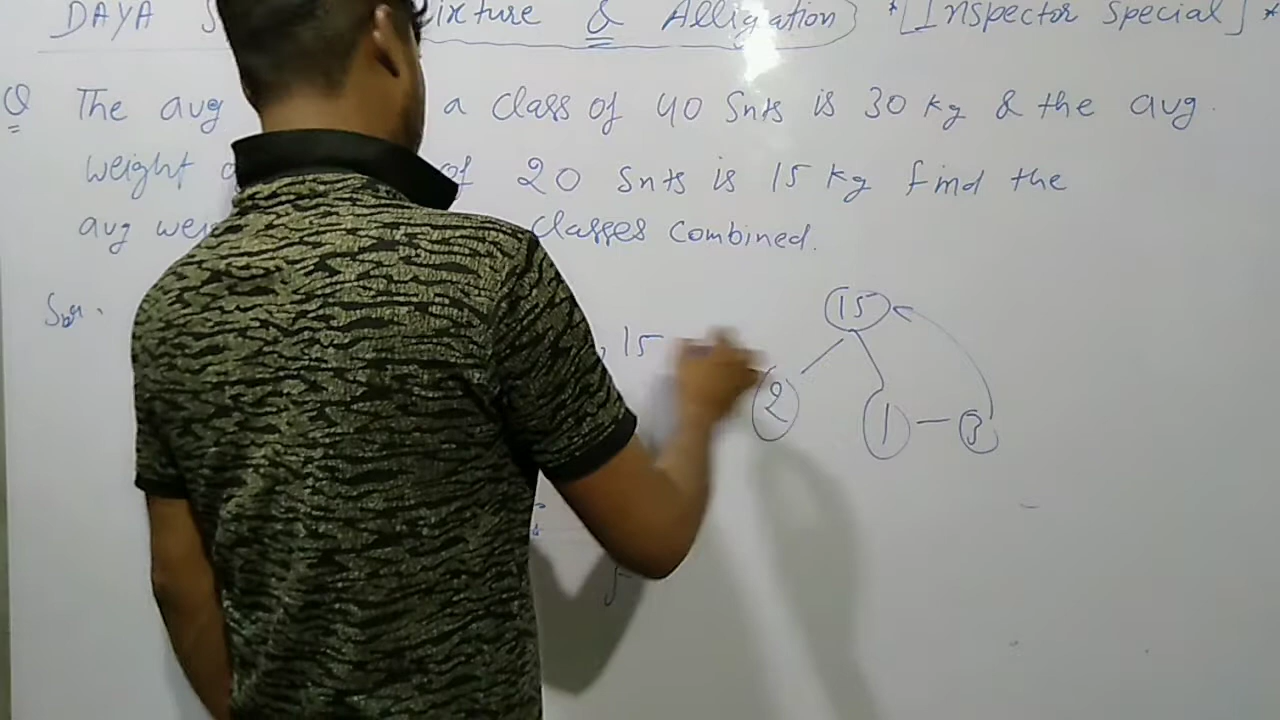 DAYA ixture & Alligation) *[Inspector Special]*
Q The avg a Class of 40 Snts is 30 kg & the avg.
weight of 20 Snts is 15 kg find the
avg Classes Combined.
Soln.
15
, 15
2 1 - 3